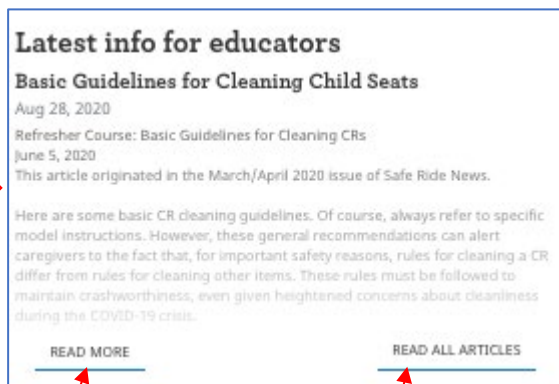 Latest info for educators
Basic Guidelines for Cleaning Child Seats
Aug 28, 2020
Refresher Course: Basic Guidelines for Cleaning CRs
June 5, 2020
This article originated in the March/April 2020 issue of Safe Ride News.
Here are some basic CR cleaning guidelines. Of course, always refer to specific
model instructions. However, these general recommendations can alert
caregivers to the fact that, for important safety reasons, rules for cleaning a CR
differ from rules for cleaning other items. These rules must be followed to
maintain crashworthiness, even given heightened concerns about cleanliness
during the COVID-19 crisis.
READ MORE
READ ALL ARTICLES